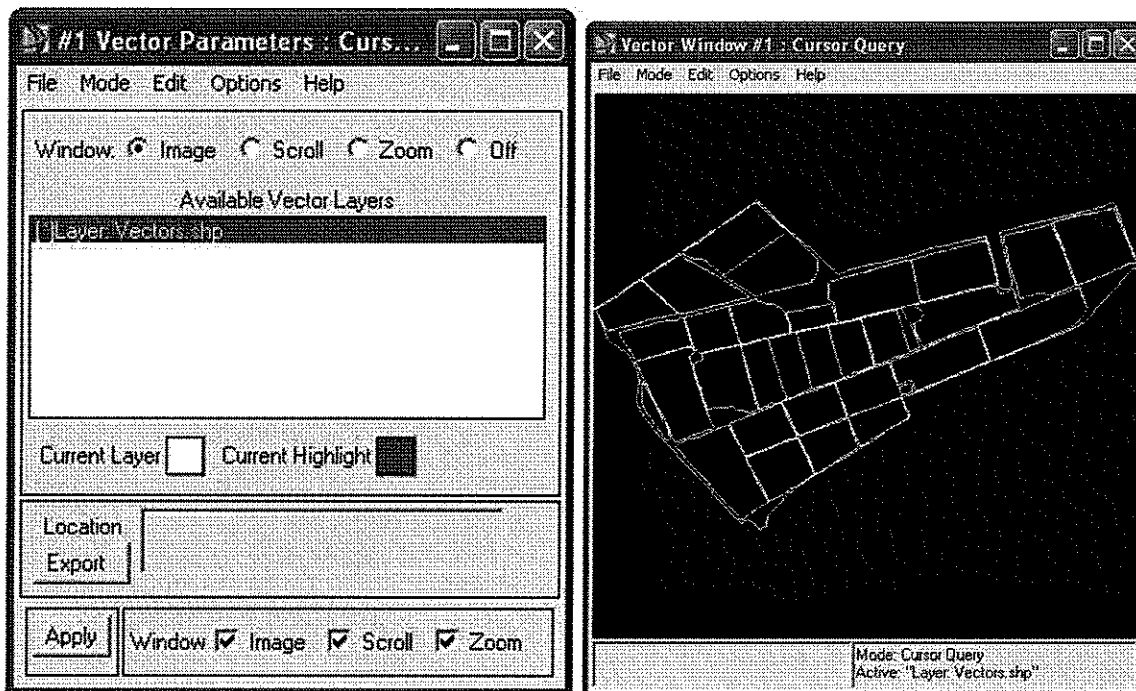 #1 Vector Parameters : Curs...
File Mode Edit Options Help
Window: Image Scroll Zoom Off
Available Vector Layers
[ ]Layer: Vectors.shp
Current Layer Current Highlight
Location
Export
Apply Window Image Scroll Zoom
Vector Window #1 : Cursor Query
File Mode Edit Options Help
Mode: Cursor Query
Active: "Layer: Vectors.shp"